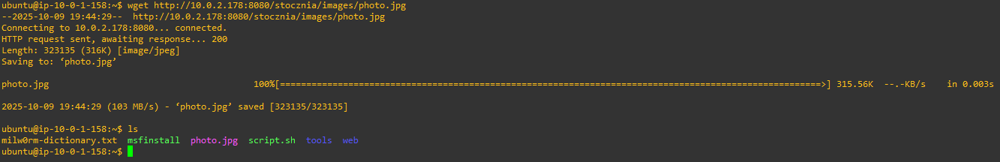 ubuntu@ip-10-0-1-158:~$ wget http://10.0.2.178:8080/stocznia/images/photo.jpg
--2025-10-09 19:44:29--  http://10.0.2.178:8080/stocznia/images/photo.jpg
Connecting to 10.0.2.178:8080... connected.
HTTP request sent, awaiting response... 200
Length: 323135 (316K) [image/jpeg]
Saving to: ‘photo.jpg’
photo.jpg 100%[=======================================================================================================>] 315.56K --.-KB/s in 0.003s
2025-10-09 19:44:29 (103 MB/s) - ‘photo.jpg’ saved [323135/323135]
ubuntu@ip-10-0-1-158:~$ ls
milw0rm-dictionary.txt  msfinstall  photo.jpg  script.sh  tools  web
ubuntu@ip-10-0-1-158:~$